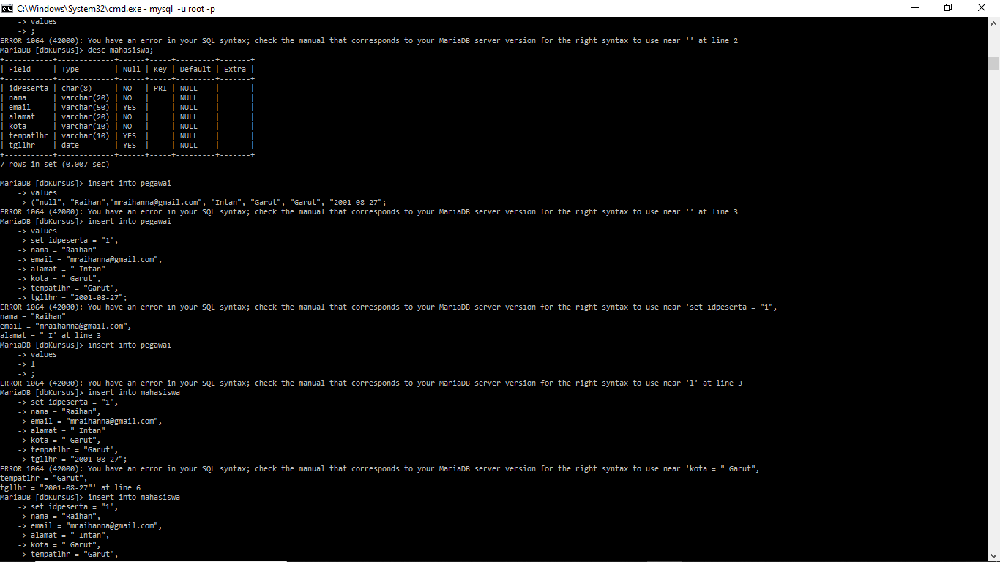 C:\Windows\System32\cmd.exe - mysql  -u root -p
    -> values
    -> ;
ERROR 1064 (42000): You have an error in your SQL syntax; check the manual that corresponds to your MariaDB server version for the right syntax to use near '' at line 2
MariaDB [dbKursus]> desc mahasiswa;
+-----------+-------------+------+-----+---------+-------+
| Field     | Type        | Null | Key | Default | Extra |
+-----------+-------------+------+-----+---------+-------+
| idPeserta | char(8)     | NO   | PRI | NULL    |       |
| nama      | varchar(20) | NO   |     | NULL    |       |
| email     | varchar(50) | YES  |     | NULL    |       |
| alamat    | varchar(20) | NO   |     | NULL    |       |
| kota      | varchar(10) | NO   |     | NULL    |       |
| tempatlhr | varchar(10) | YES  |     | NULL    |       |
| tgllhr    | date        | YES  |     | NULL    |       |
+-----------+-------------+------+-----+---------+-------+
7 rows in set (0.007 sec)

MariaDB [dbKursus]> insert into pegawai
    -> values
    -> ("null", "Raihan","mraihanna@gmail.com", "Intan", "Garut", "Garut", "2001-08-27";
ERROR 1064 (42000): You have an error in your SQL syntax; check the manual that corresponds to your MariaDB server version for the right syntax to use near '' at line 3
MariaDB [dbKursus]> insert into pegawai
    -> values
    -> set idpeserta = "1",
    -> nama = "Raihan"
    -> email = "mraihanna@gmail.com",
    -> alamat = " Intan"
    -> kota = " Garut",
    -> tempatlhr = "Garut",
    -> tgllhr = "2001-08-27";
ERROR 1064 (42000): You have an error in your SQL syntax; check the manual that corresponds to your MariaDB server version for the right syntax to use near 'set idpeserta = "1",
nama = "Raihan"
email = "mraihanna@gmail.com",
alamat = " I' at line 3
MariaDB [dbKursus]> insert into pegawai
    -> values
    -> l
    -> ;
ERROR 1064 (42000): You have an error in your SQL syntax; check the manual that corresponds to your MariaDB server version for the right syntax to use near 'l' at line 3
MariaDB [dbKursus]> insert into mahasiswa
    -> set idpeserta = "1",
    -> nama = "Raihan",
    -> email = "mraihanna@gmail.com",
    -> alamat = " Intan"
    -> kota = " Garut",
    -> tempatlhr = "Garut",
    -> tgllhr = "2001-08-27";
ERROR 1064 (42000): You have an error in your SQL syntax; check the manual that corresponds to your MariaDB server version for the right syntax to use near 'kota = " Garut",
tempatlhr = "Garut",
tgllhr = "2001-08-27"' at line 6
MariaDB [dbKursus]> insert into mahasiswa
    -> set idpeserta = "1",
    -> nama = "Raihan",
    -> email = "mraihanna@gmail.com",
    -> alamat = " Intan",
    -> kota = " Garut",
    -> tempatlhr = "Garut",